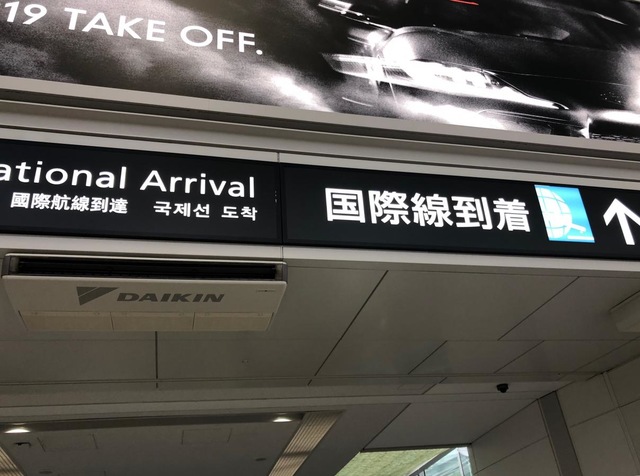 19 TAKE OFF.
ational Arrival
國際航線到達 국제선 도착
国際線到着
DAIKIN